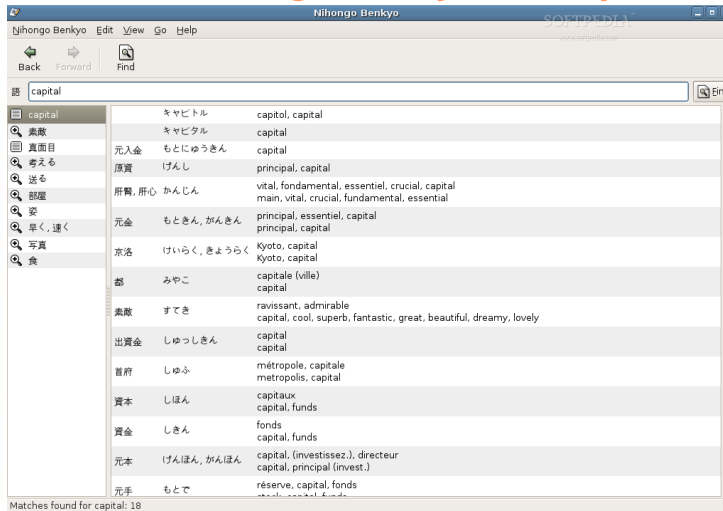 Nihongo Benkyo
SOFTPEDIA
www.softpedia.com
Nihongo Benkyo Edit View Go Help
Back Forward Find
語 capital Fin
capital
素敵
真面目
考える
送る
部屋
姿
早く, 速く
写真
食
キャピトル capitol, capital
キャピタル capital
元入金 もとにゅうきん capital
原資 げんし principal, capital
肝腎, 肝心 かんじん vital, fondamental, essentiel, crucial, capital
main, vital, crucial, fundamental, essential
元金 もときん, がんきん principal, essentiel, capital
principal, capital
京洛 けいらく, きょうらく Kyoto, capital
Kyoto, capital
都 みやこ capitale (ville)
capital
素敵 すてき ravissant, admirable
capital, cool, superb, fantastic, great, beautiful, dreamy, lovely
出資金 しゅっしきん capital
capital
首府 しゅふ métropole, capitale
metropolis, capital
資本 しほん capitaux
capital, funds
資金 しきん fonds
capital, funds
元本 げんぽん, がんぽん capital, (investissez.), directeur
capital, principal (invest.)
元手 もとで réserve, capital, fonds
Matches found for capital: 18